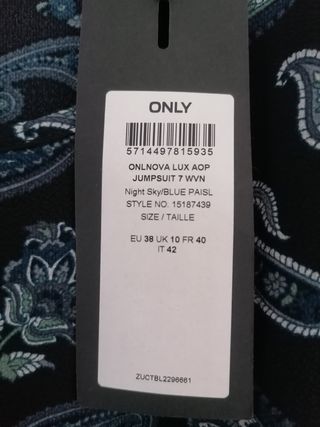 ONLY
5714497815935
ONLNOVA LUX AOP
JUMPSUIT 7 WVN
Night Sky/BLUE PAISL
STYLE NO. 15187439
SIZE / TAILLE
EU 38 UK 10 FR 40
IT 42
ZUCTBL2296661